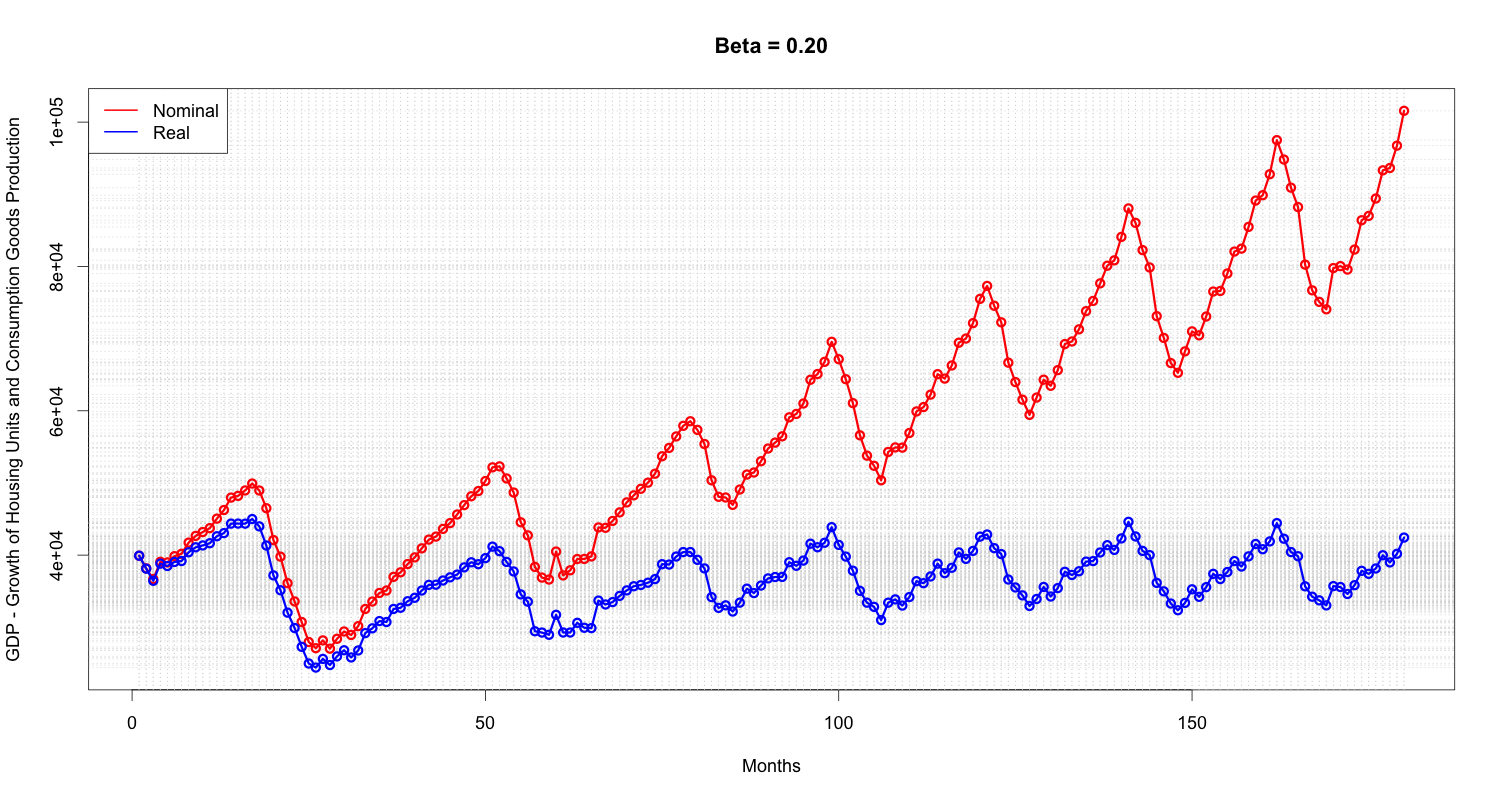 Beta = 0.20
Nominal
Real
GDP - Growth of Housing Units and Consumption Goods Production
1e+05
8e+04
6e+04
4e+04
0 50 100 150
Months